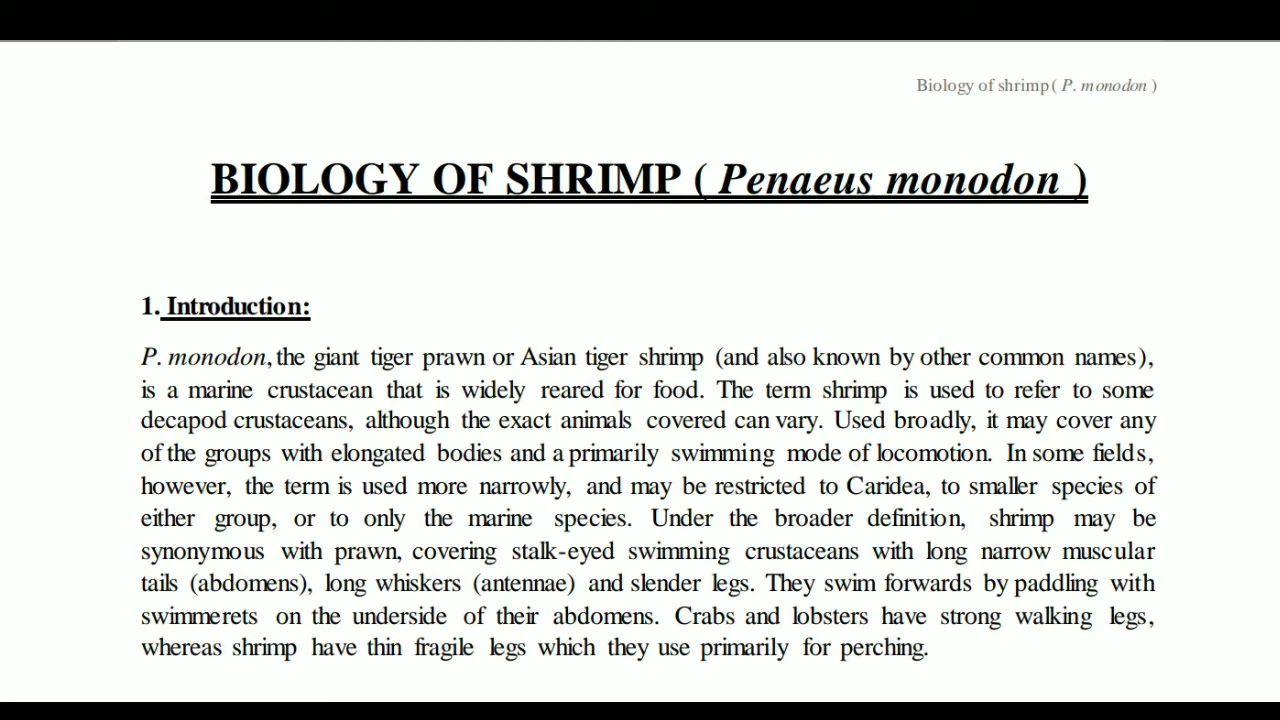 Biology of shrimp ( P. monodon )
BIOLOGY OF SHRIMP ( Penaeus monodon )
1. Introduction:
P. monodon, the giant tiger prawn or Asian tiger shrimp (and also known by other common names),
is a marine crustacean that is widely reared for food. The term shrimp is used to refer to some
decapod crustaceans, although the exact animals covered can vary. Used broadly, it may cover any
of the groups with elongated bodies and a primarily swimming mode of locomotion. In some fields,
however, the term is used more narrowly, and may be restricted to Caridea, to smaller species of
either group, or to only the marine species. Under the broader definition, shrimp may be
synonymous with prawn, covering stalk-eyed swimming crustaceans with long narrow muscular
tails (abdomens), long whiskers (antennae) and slender legs. They swim forwards by paddling with
swimmerets on the underside of their abdomens. Crabs and lobsters have strong walking legs,
whereas shrimp have thin fragile legs which they use primarily for perching.